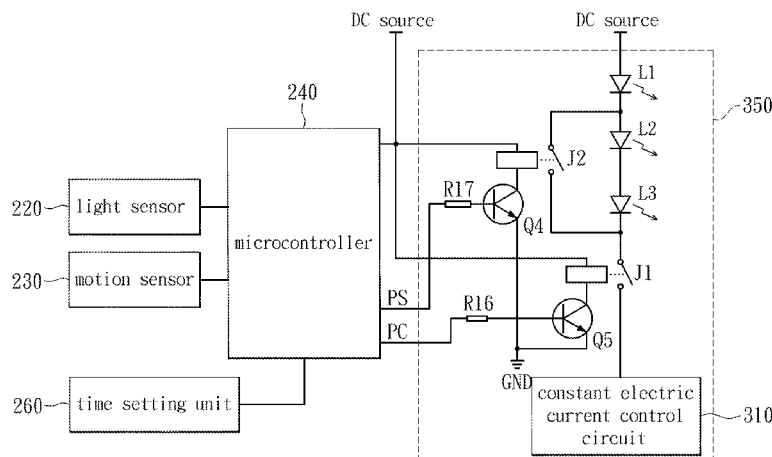 DC source
DC source
L1
240
350
L2
J2
R17
220
light sensor
L3
microcontroller
Q4
230
motion sensor
J1
PS
R16
PC
Q5
GND
260
time setting unit
constant electric
current control
circuit
310